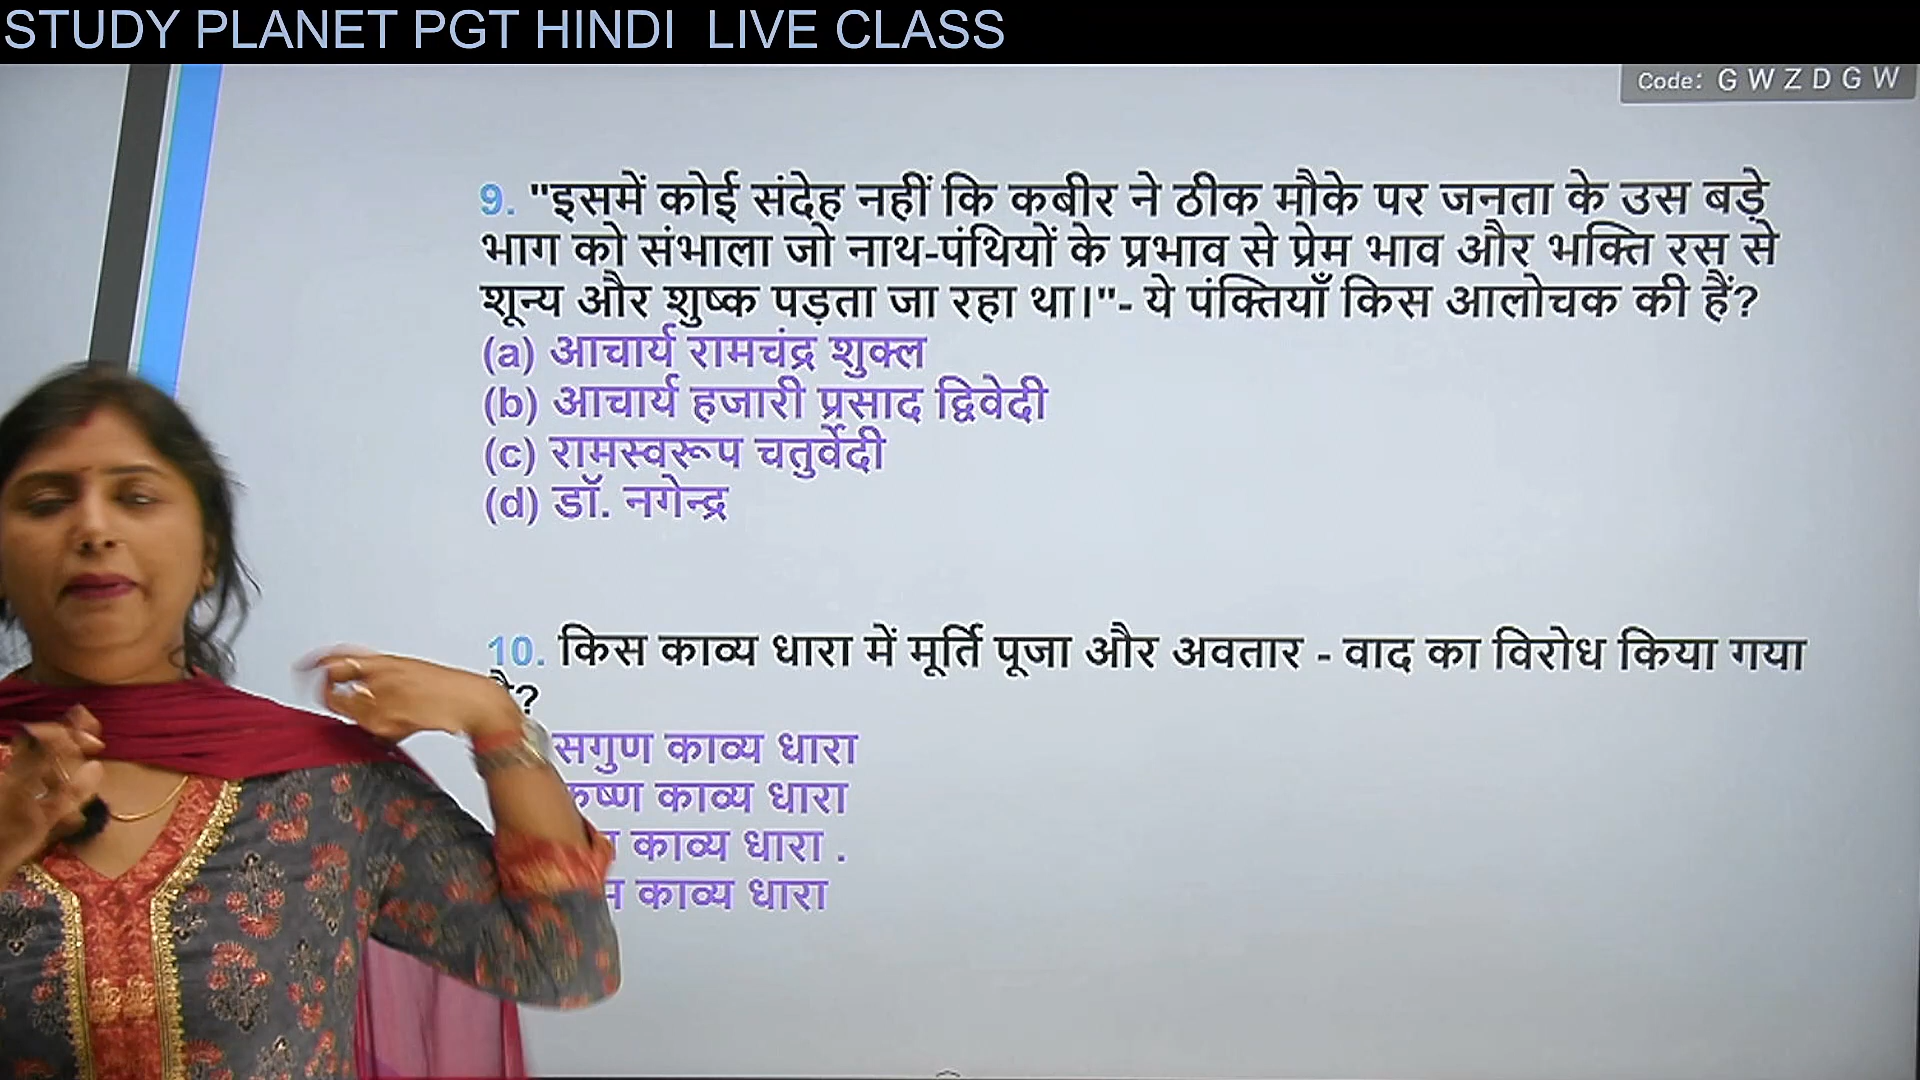 STUDY PLANET PGT HINDI LIVE CLASS
Code: G W Z D G W
9. "इसमें कोई संदेह नहीं कि कबीर ने ठीक मौके पर जनता के उस बड़े
भाग को संभाला जो नाथ-पंथियों के प्रभाव से प्रेम भाव और भक्ति रस से
शून्य और शुष्क पड़ता जा रहा था।"- ये पंक्तियाँ किस आलोचक की हैं?
(a) आचार्य रामचंद्र शुक्ल
(b) आचार्य हजारी प्रसाद द्विवेदी
(c) रामस्वरूप चतुर्वेदी
(d) डॉ. नगेन्द्र
10. किस काव्य धारा में मूर्ति पूजा और अवतार - वाद का विरोध किया गया
है?
सगुण काव्य धारा
कृष्ण काव्य धारा
काव्य धारा .
काव्य धारा